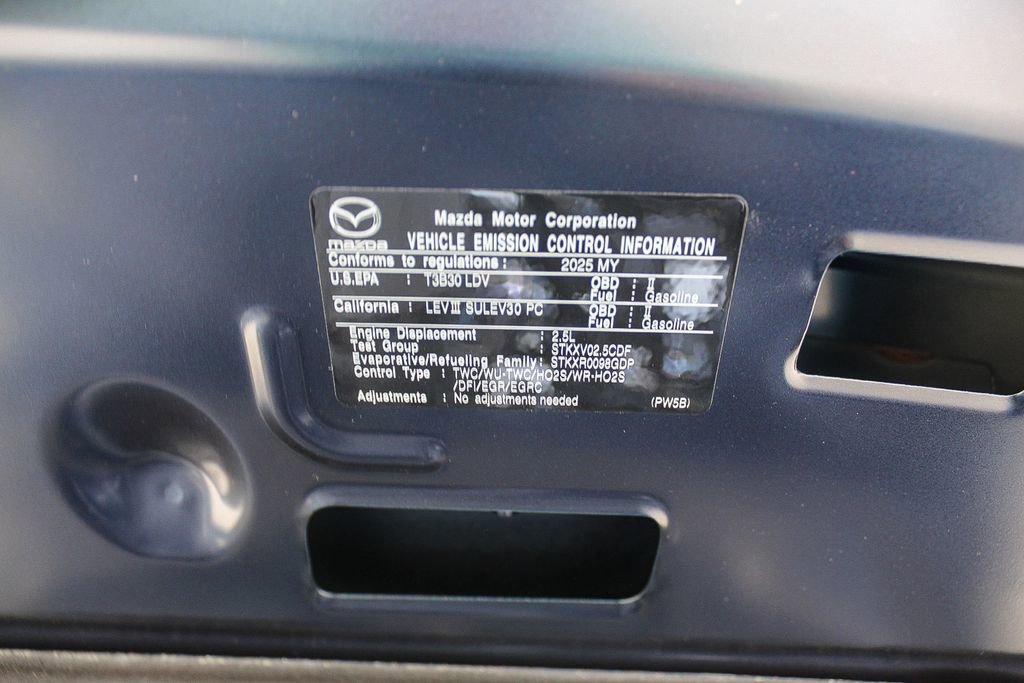 Mazda Motor Corporation
mazda VEHICLE EMISSION CONTROL INFORMATION
Conforms to regulations : 2025 MY
U.S.EPA : T3B30 LDV OBD : II
Fuel : Gasoline
California : LEVIII SULEV30 PC OBD : II
Fuel : Gasoline
Engine Displacement : 2.5L
Test Group : STKXV02.5CDF
Evaporative/Refueling Family : STKXR0098GDP
Control Type : TWC/WU-TWC/HO2S/WR-HO2S
/DFI/EGR/EGRC
Adjustments : No adjustments needed (PW5B)